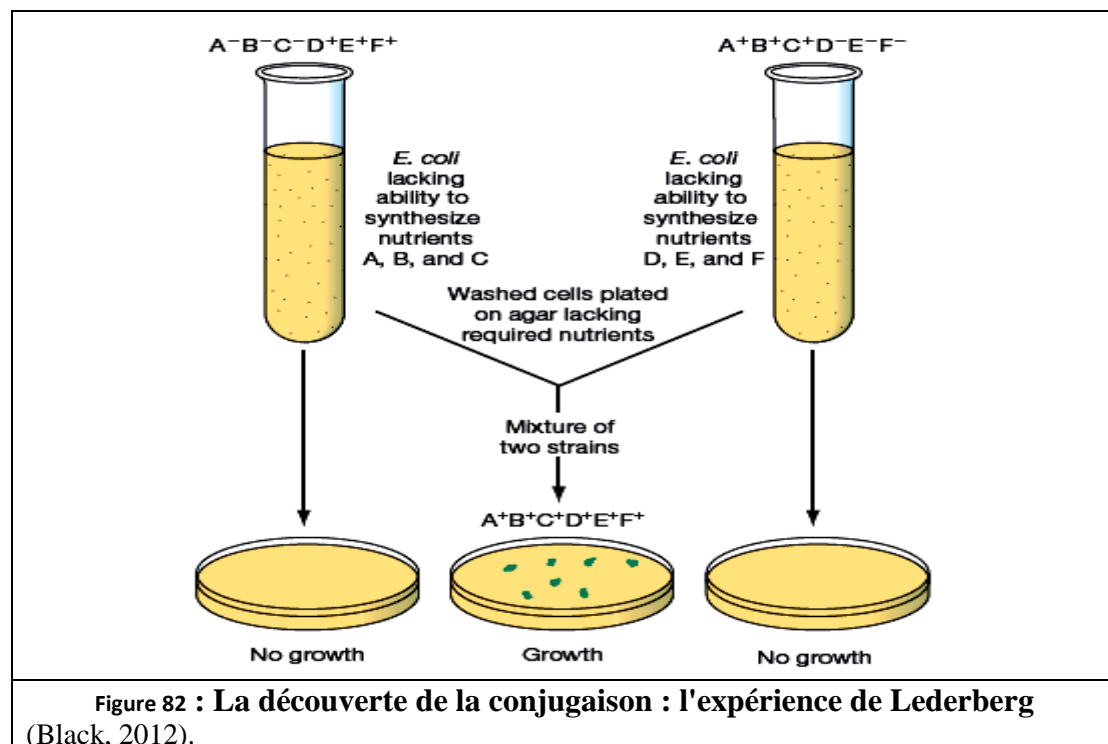 A⁻B⁻C⁻D⁺E⁺F⁺
A⁺B⁺C⁺D⁻E⁻F⁻
E. coli
lacking
ability to
synthesize
nutrients
A, B, and C
E. coli
lacking
ability to
synthesize
nutrients
D, E, and F
Washed cells plated
on agar lacking
required nutrients
Mixture of
two strains
A⁺B⁺C⁺D⁺E⁺F⁺
No growth
Growth
No growth
Figure 82 : La découverte de la conjugaison : l'expérience de Lederberg
(Black, 2012).